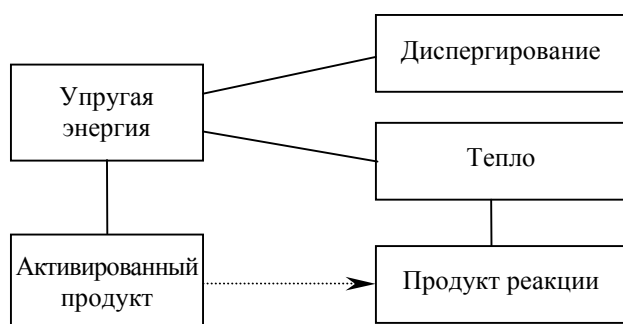 Диспергирование
Упругая
энергия
Тепло
Активированный
продукт
Продукт реакции